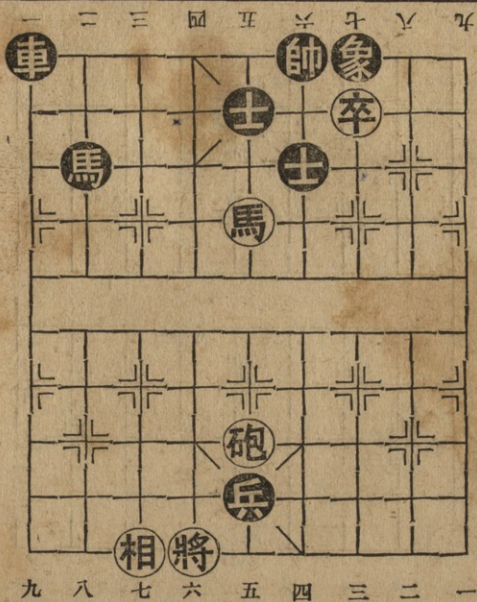 一 二 三 四 五 六 七 八 九
車 帥 象
士 卒
馬 士
馬
砲
兵
相 將
九 八 七 六 五 四 三 二 一